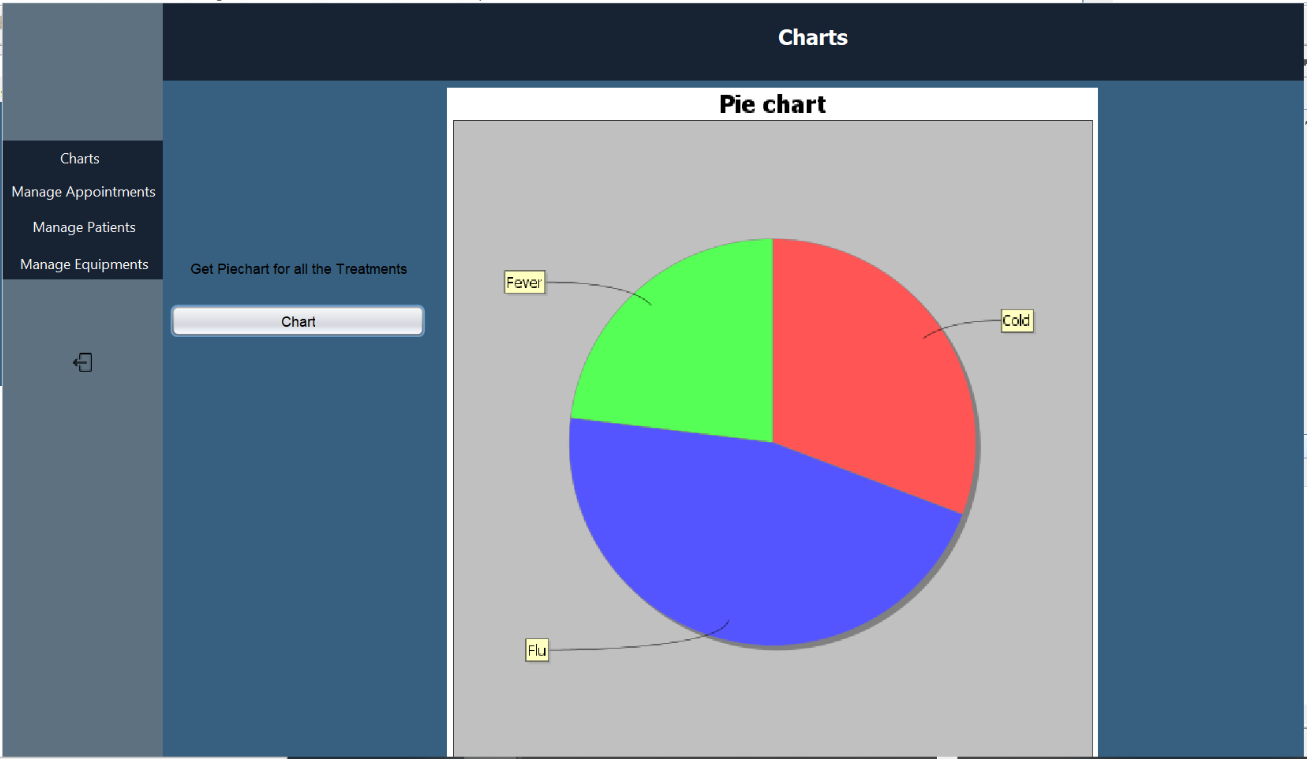 Charts
Charts
Manage Appointments
Manage Patients
Manage Equipments
Get Piechart for all the Treatments
Chart
Pie chart
Fever
Cold
Flu